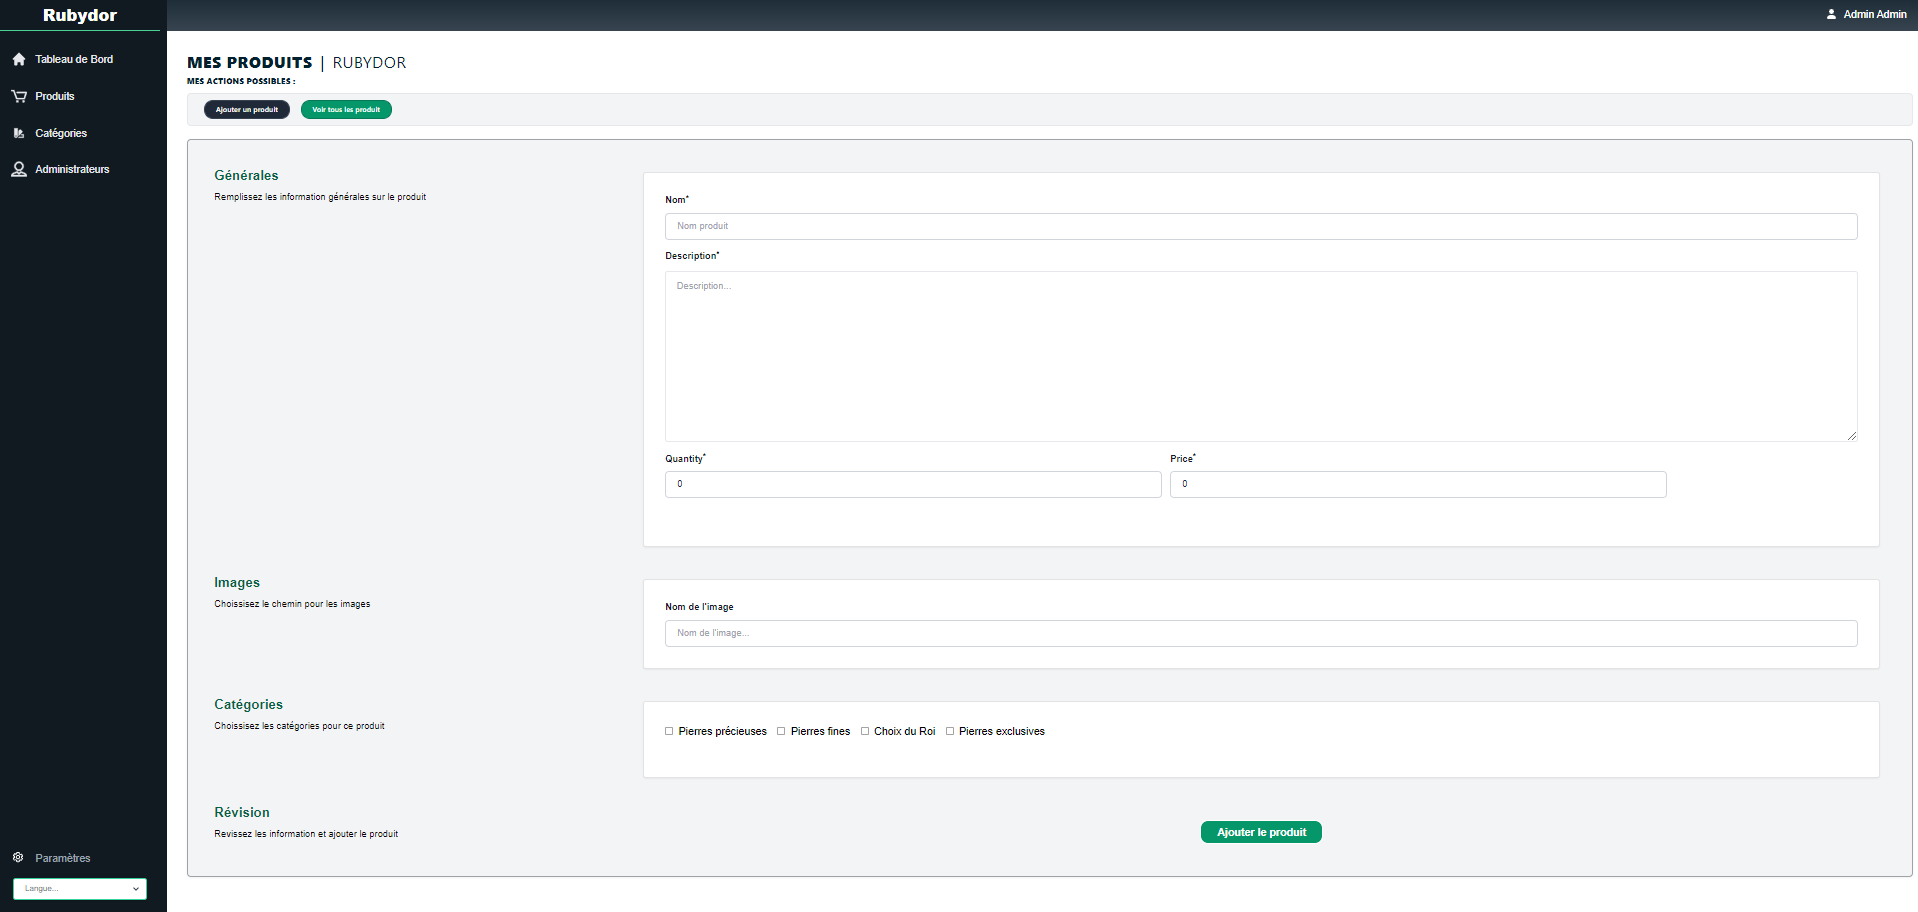 Rubydor
Admin Admin
Tableau de Bord
Produits
Catégories
Administrateurs
MES PRODUITS | RUBYDOR
MES ACTIONS POSSIBLES :
Ajouter un produit
Voir tous les produit
Générales
Remplissez les information générales sur le produit
Nom*
Nom produit
Description*
Description...
Quantity*
Price*
0
0
Images
Choissisez le chemin pour les images
Nom de l'image
Nom de l'image...
Catégories
Choissisez les catégories pour ce produit
Pierres précieuses
Pierres fines
Choix du Roi
Pierres exclusives
Révision
Revissez les information et ajouter le produit
Ajouter le produit
Paramètres
Langue...